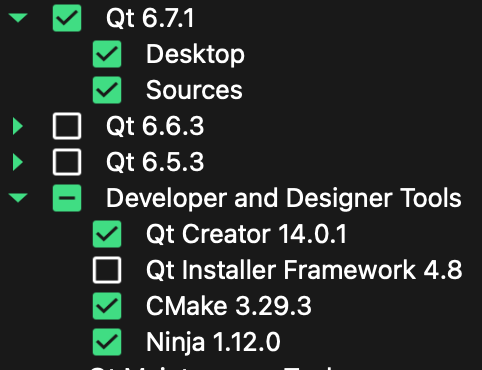 Qt 6.7.1
Desktop
Sources
Qt 6.6.3
Qt 6.5.3
Developer and Designer Tools
Qt Creator 14.0.1
Qt Installer Framework 4.8
CMake 3.29.3
Ninja 1.12.0